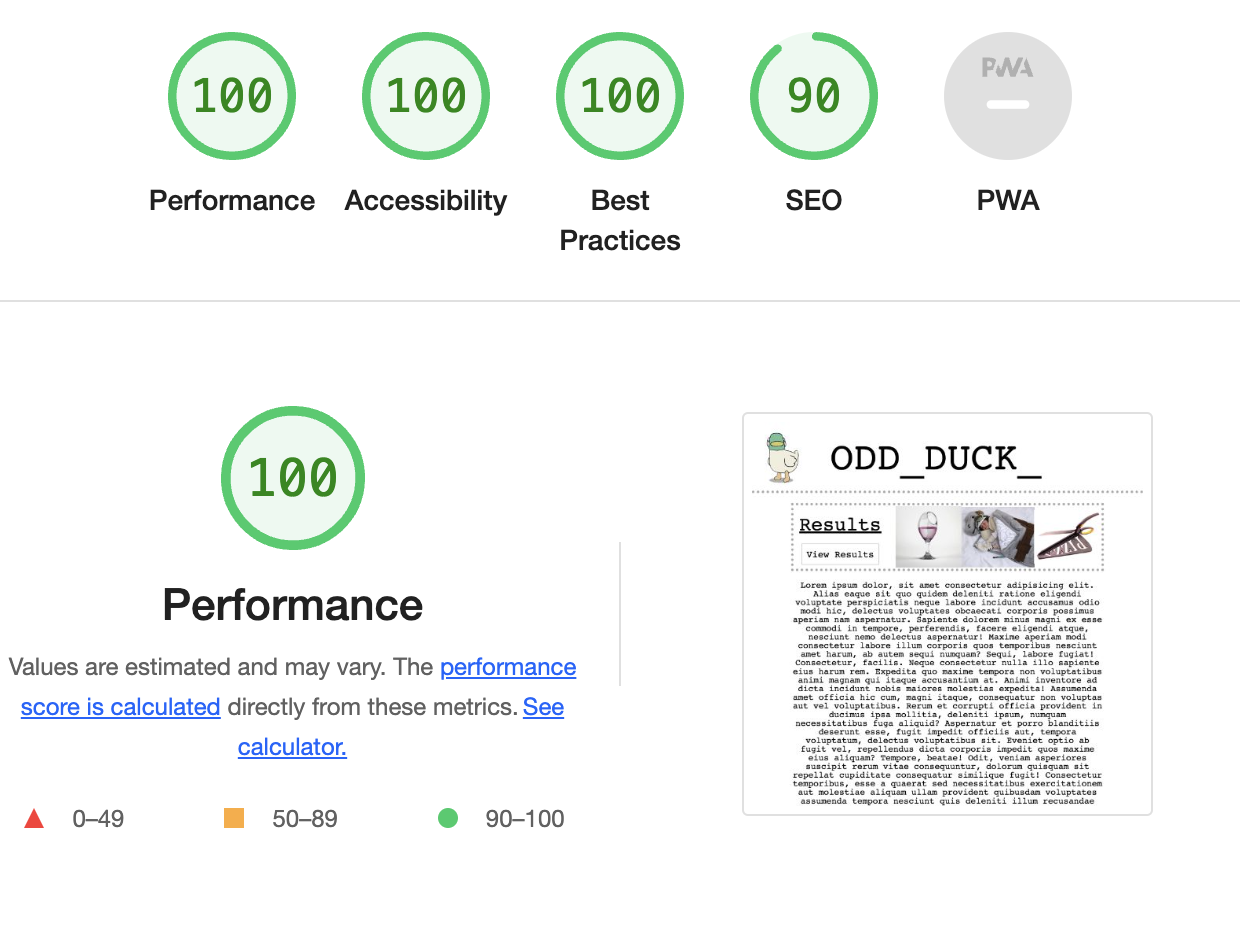 100
100
100
90
PWA
Performance
Accessibility
Best
Practices
SEO
PWA
100
Performance
Values are estimated and may vary. The performance
score is calculated directly from these metrics. See
calculator.
0–49
50–89
90–100
ODD_DUCK_
Results
View Results
Lorem ipsum dolor, sit amet consectetur adipisicing elit.
Alias eaque sit quo quidem deleniti ratione eligendi
voluptate perspiciatis neque labore incidunt accusamus odio
modi hic, delectus voluptates obcaecati corporis possimus
aperiam nam aspernatur. Sapiente dolorem minus magni ex esse
commodi in tempore, perferendis, facere eligendi atque,
nesciunt nemo delectus aspernatur! Maxime aperiam modi
consectetur labore illum corporis quos temporibus nesciunt
amet harum, ab autem sequi numquam? Sequi, labore fugiat!
Consectetur, facilis. Neque consectetur nulla illo sapiente
eius harum rem. Expedita quo maxime tempora non voluptatibus
animi magnam qui itaque accusantium at. Animi inventore ad
dicta incidunt nobis maiores molestias expedita! Assumenda
amet officia hic cum, magni itaque, consequatur non voluptas
aut vel voluptatibus. Rerum et corrupti officia provident in
ducimus ipsa mollitia, deleniti ipsum, numquam
necessitatibus fuga aliquid? Aspernatur et porro blanditiis
deserunt esse, fugit impedit officiis aut, tempora
voluptatum, delectus voluptatibus sit. Eveniet optio ab
fugit vel, repellendus dicta corporis impedit quos maxime
eius aliquam? Tempore, beatae! Odit, veniam asperiores
suscipit rerum vitae consequuntur, dolorum quisquam sit
repellat cupiditate consequatur similique fugit! Consectetur
temporibus, esse a quaerat sed necessitatibus exercitationem
aut molestiae aliquam ullam provident quibusdam voluptates
assumenda tempora nesciunt quis deleniti illum recusandae